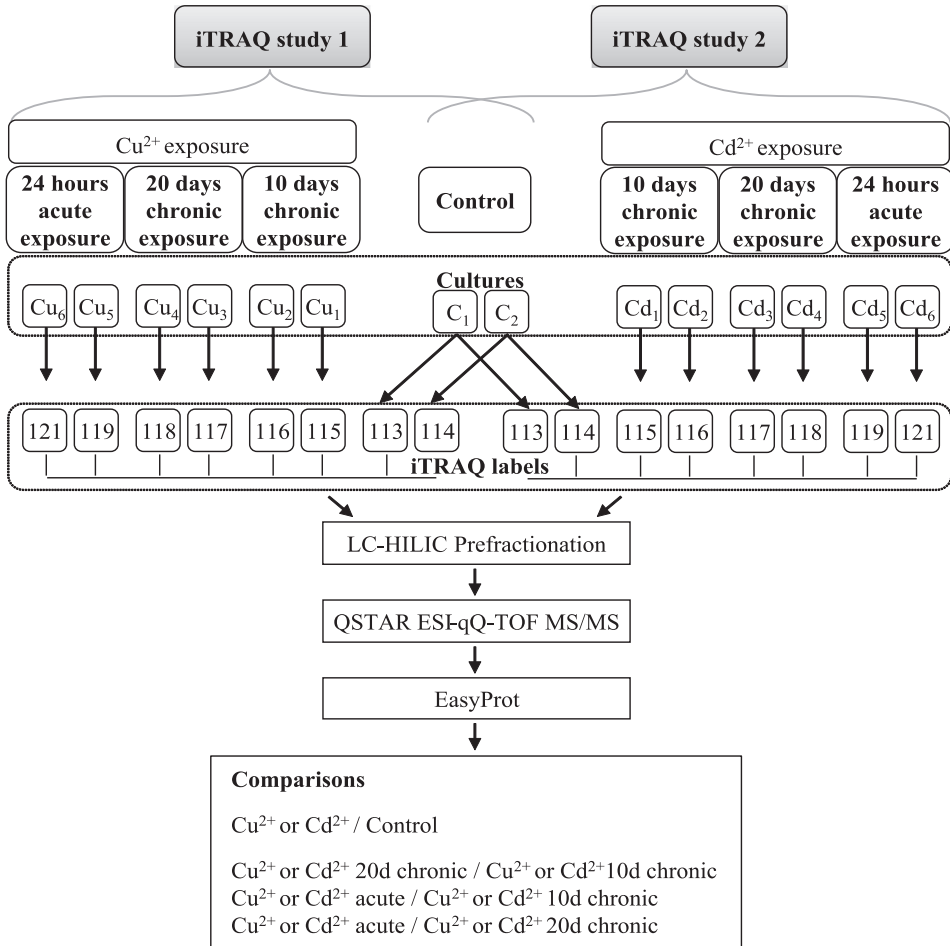 iTRAQ study 1
iTRAQ study 2
Cu²⁺ exposure
Cd²⁺ exposure
24 hours
acute
exposure
20 days
chronic
exposure
10 days
chronic
exposure
Control
10 days
chronic
exposure
20 days
chronic
exposure
24 hours
acute
exposure
Cultures
Cu₆ Cu₅ Cu₄ Cu₃ Cu₂ Cu₁ C₁ C₂ Cd₁ Cd₂ Cd₃ Cd₄ Cd₅ Cd₆
121 119 118 117 116 115 113 114 113 114 115 116 117 118 119 121
iTRAQ labels
LC-HILIC Prefractionation
QSTAR ESI-qQ-TOF MS/MS
EasyProt
Comparisons
Cu²⁺ or Cd²⁺ / Control
Cu²⁺ or Cd²⁺ 20d chronic / Cu²⁺ or Cd²⁺10d chronic
Cu²⁺ or Cd²⁺ acute / Cu²⁺ or Cd²⁺ 10d chronic
Cu²⁺ or Cd²⁺ acute / Cu²⁺ or Cd²⁺ 20d chronic